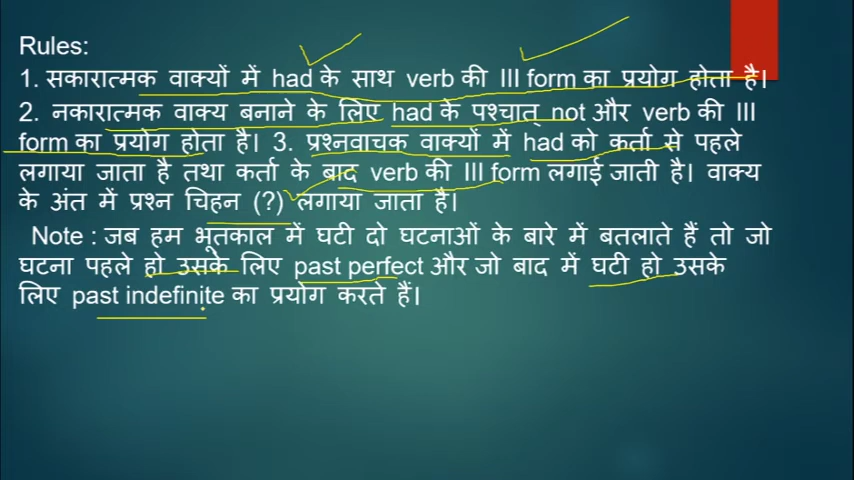 Rules:
1. सकारात्मक वाक्यों में had के साथ verb की III form का प्रयोग होता है।
2. नकारात्मक वाक्य बनाने के लिए had के पश्चात् not और verb की III
form का प्रयोग होता है। 3. प्रश्नवाचक वाक्यों में had को कर्ता से पहले
लगाया जाता है तथा कर्ता के बाद verb की III form लगाई जाती है। वाक्य
के अंत में प्रश्न चिहन (?) लगाया जाता है।
Note : जब हम भूतकाल में घटी दो घटनाओं के बारे में बतलाते हैं तो जो
घटना पहले हो उसके लिए past perfect और जो बाद में घटी हो उसके
लिए past indefinite का प्रयोग करते हैं।